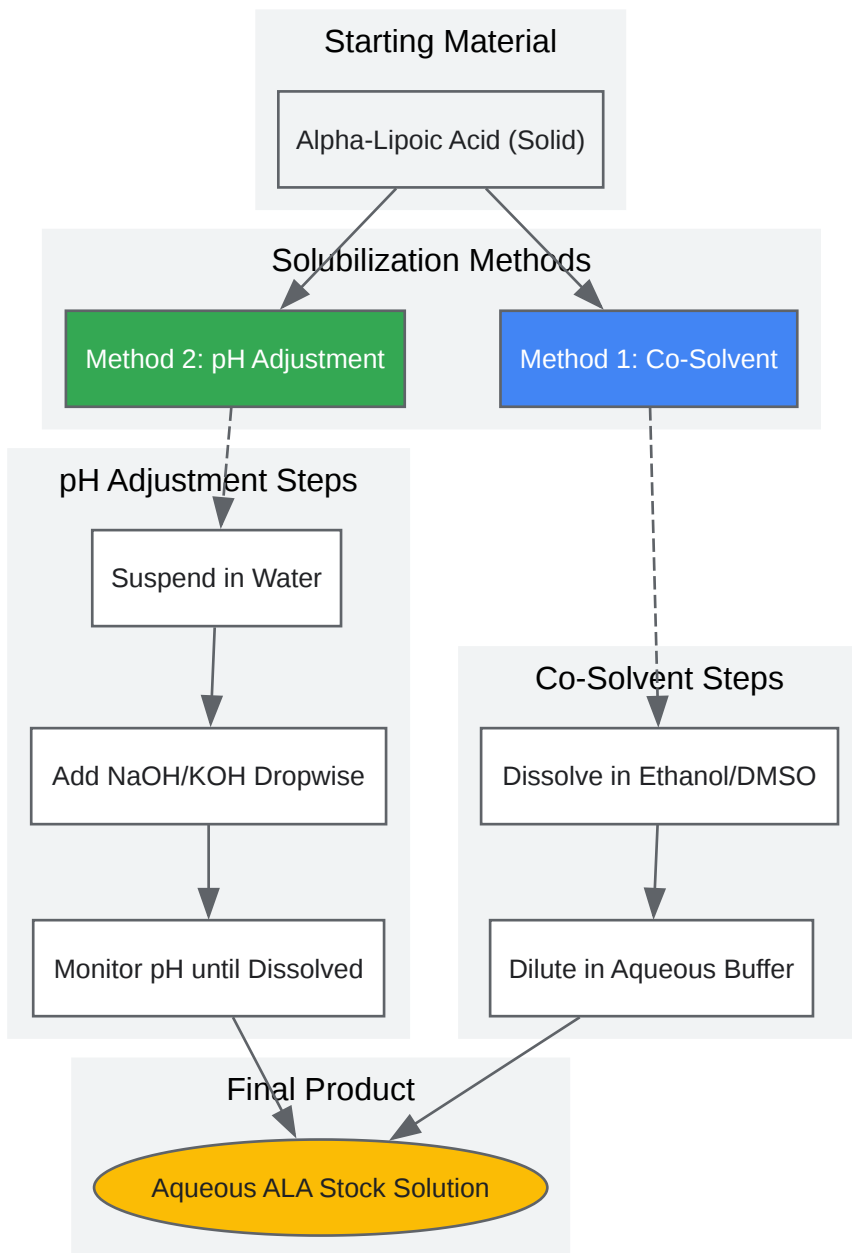 Starting Material
Alpha-Lipoic Acid (Solid)
Solubilization Methods
Method 2: pH Adjustment
Method 1: Co-Solvent
pH Adjustment Steps
Suspend in Water
Co-Solvent Steps
Add NaOH/KOH Dropwise
Dissolve in Ethanol/DMSO
Monitor pH until Dissolved
Dilute in Aqueous Buffer
Final Product
Aqueous ALA Stock Solution